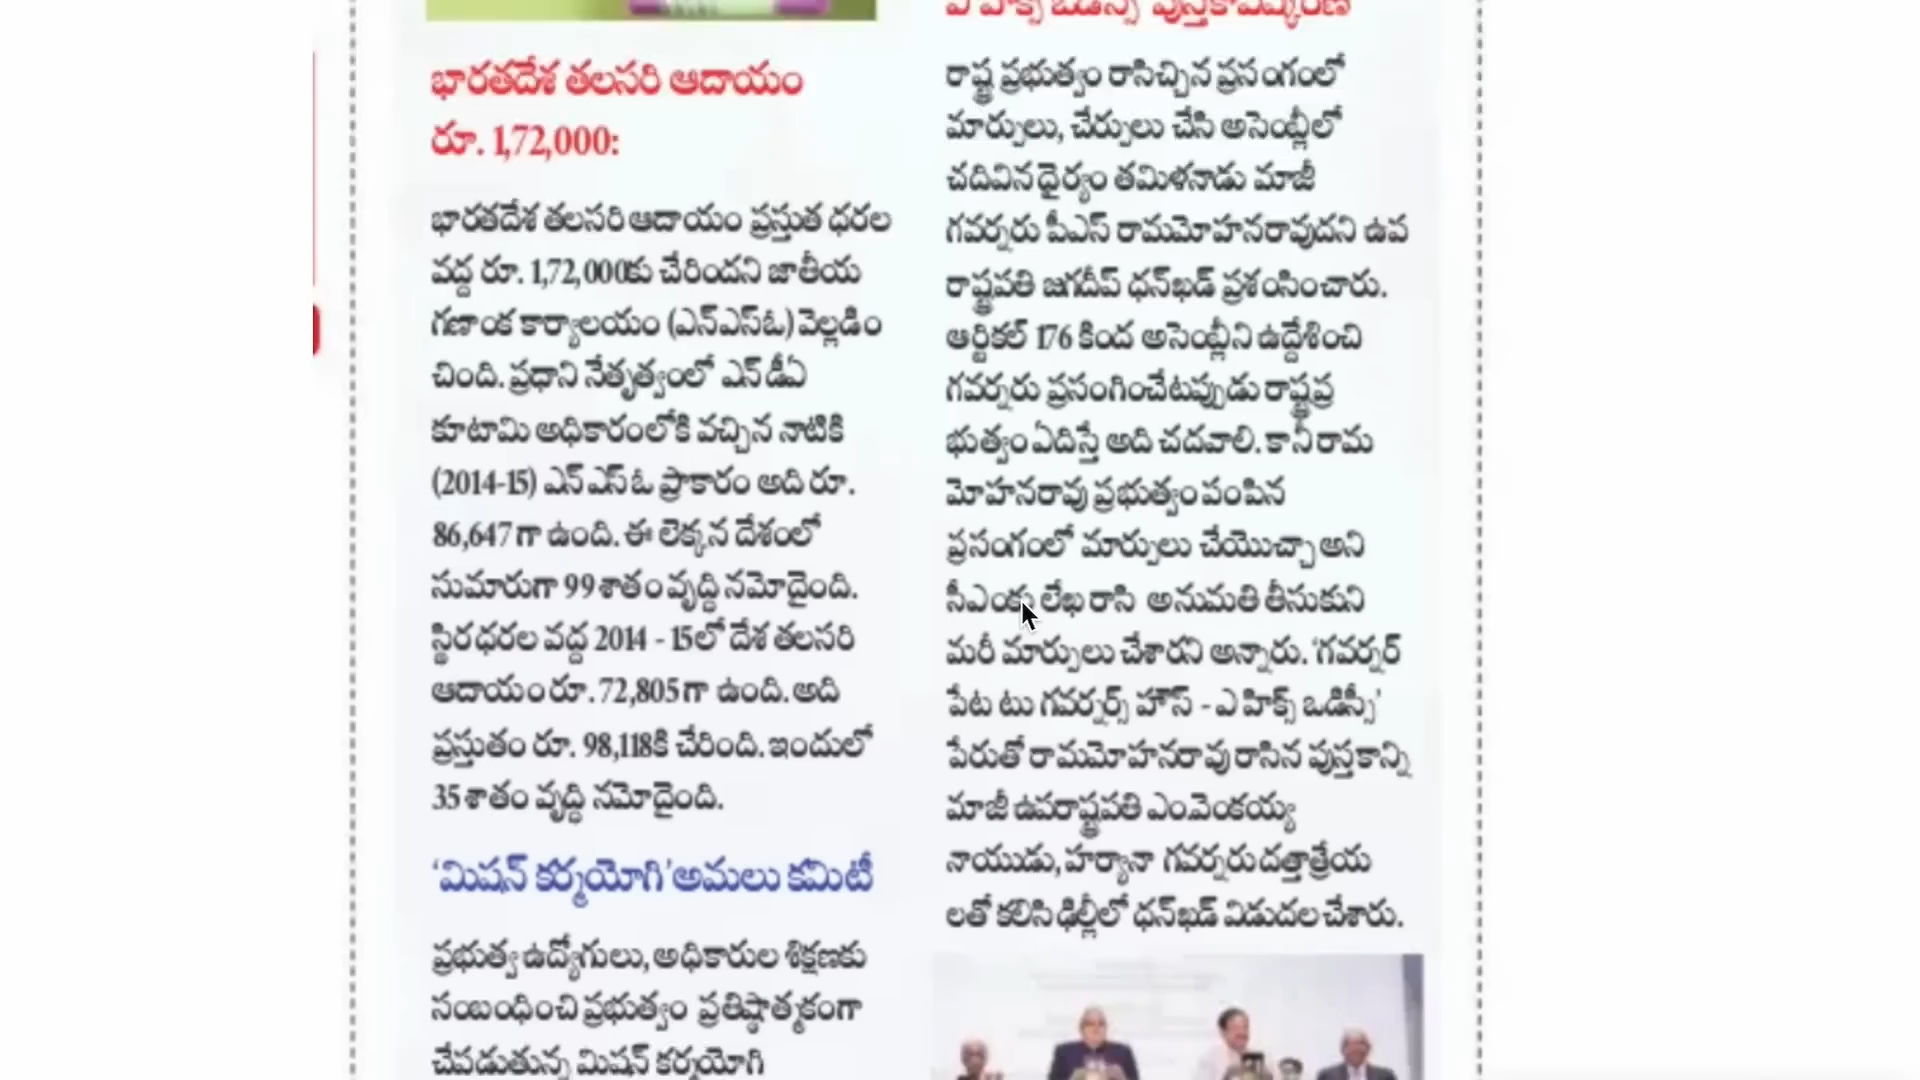 భారతదేశ తలసరి ఆదాయం
రూ. 1,72,000:
భారతదేశ తలసరి ఆదాయం ప్రస్తుత ధరల
వద్ద రూ. 1,72,000కు చేరిందని జాతీయ
గణాంక కార్యాలయం (ఎన్ఎస్ఓ) వెల్లడిం
చింది. ప్రధాని నేతృత్వంలో ఎన్‌డీఏ
కూటామి అధికారంలోకి వచ్చిన నాటికి
(2014-15) ఎన్ఎస్ఓ ప్రాకారం అది రూ.
86,647 గా ఉంది. ఈ లెక్కన దేశంలో
సుమారుగా 99 శాతం వృద్ధి నమోదైంది.
స్థిర ధరల వద్ద 2014 - 15లో దేశ తలసరి
ఆదాయం రూ. 72,805 గా ఉంది. అది
ప్రస్తుతం రూ. 98,118కి చేరింది. ఇందులో
35 శాతం వృద్ధి నమోదైంది.
‘మిషన్ కర్మయోగి’ అమలు కమిటీ
ప్రభుత్వ ఉద్యోగులు, అధికారుల శిక్షణకు
సంబంధించి ప్రభుత్వం ప్రతిష్ఠాత్మకంగా
చేపడుతున్న మిషన్ కర్మయోగి
ఎ హిక్స్ ఒడిస్సీ’ పుస్తకావిష్కరణ
రాష్ట్ర ప్రభుత్వం రాసిచ్చిన ప్రసంగంలో
మార్పులు, చేర్పులు చేసి అసెంబ్లీలో
చదివిన ధైర్యం తమిళనాడు మాజీ
గవర్నరు పీఎస్ రామమోహనరావుదని ఉప
రాష్ట్రపతి జగదీప్ ధన్‌ఖడ్ ప్రశంసించారు.
ఆర్టికల్ 176 కింద అసెంబ్లీని ఉద్దేశించి
గవర్నరు ప్రసంగించేటప్పుడు రాష్ట్రప్ర
భుత్వం ఏదిస్తే అది చదవాలి. కానీ రామ
మోహనరావు ప్రభుత్వం పంపిన
ప్రసంగంలో మార్పులు చేయొచ్చా అని
సీఎంకు లేఖ రాసి అనుమతి తీసుకుని
మరీ మార్పులు చేశారని అన్నారు. ‘గవర్నర్
పేట టు గవర్నర్స్ హౌస్ - ఎ హిక్స్ ఒడిస్సీ’
పేరుతో రామమోహనరావు రాసిన పుస్తకాన్ని
మాజీ ఉపరాష్ట్రపతి ఎం.వెంకయ్య
నాయుడు, హర్యానా గవర్నరు దత్తాత్రేయ
లతో కలిసి ఢిల్లీలో ధన్‌ఖడ్ విడుదల చేశారు.